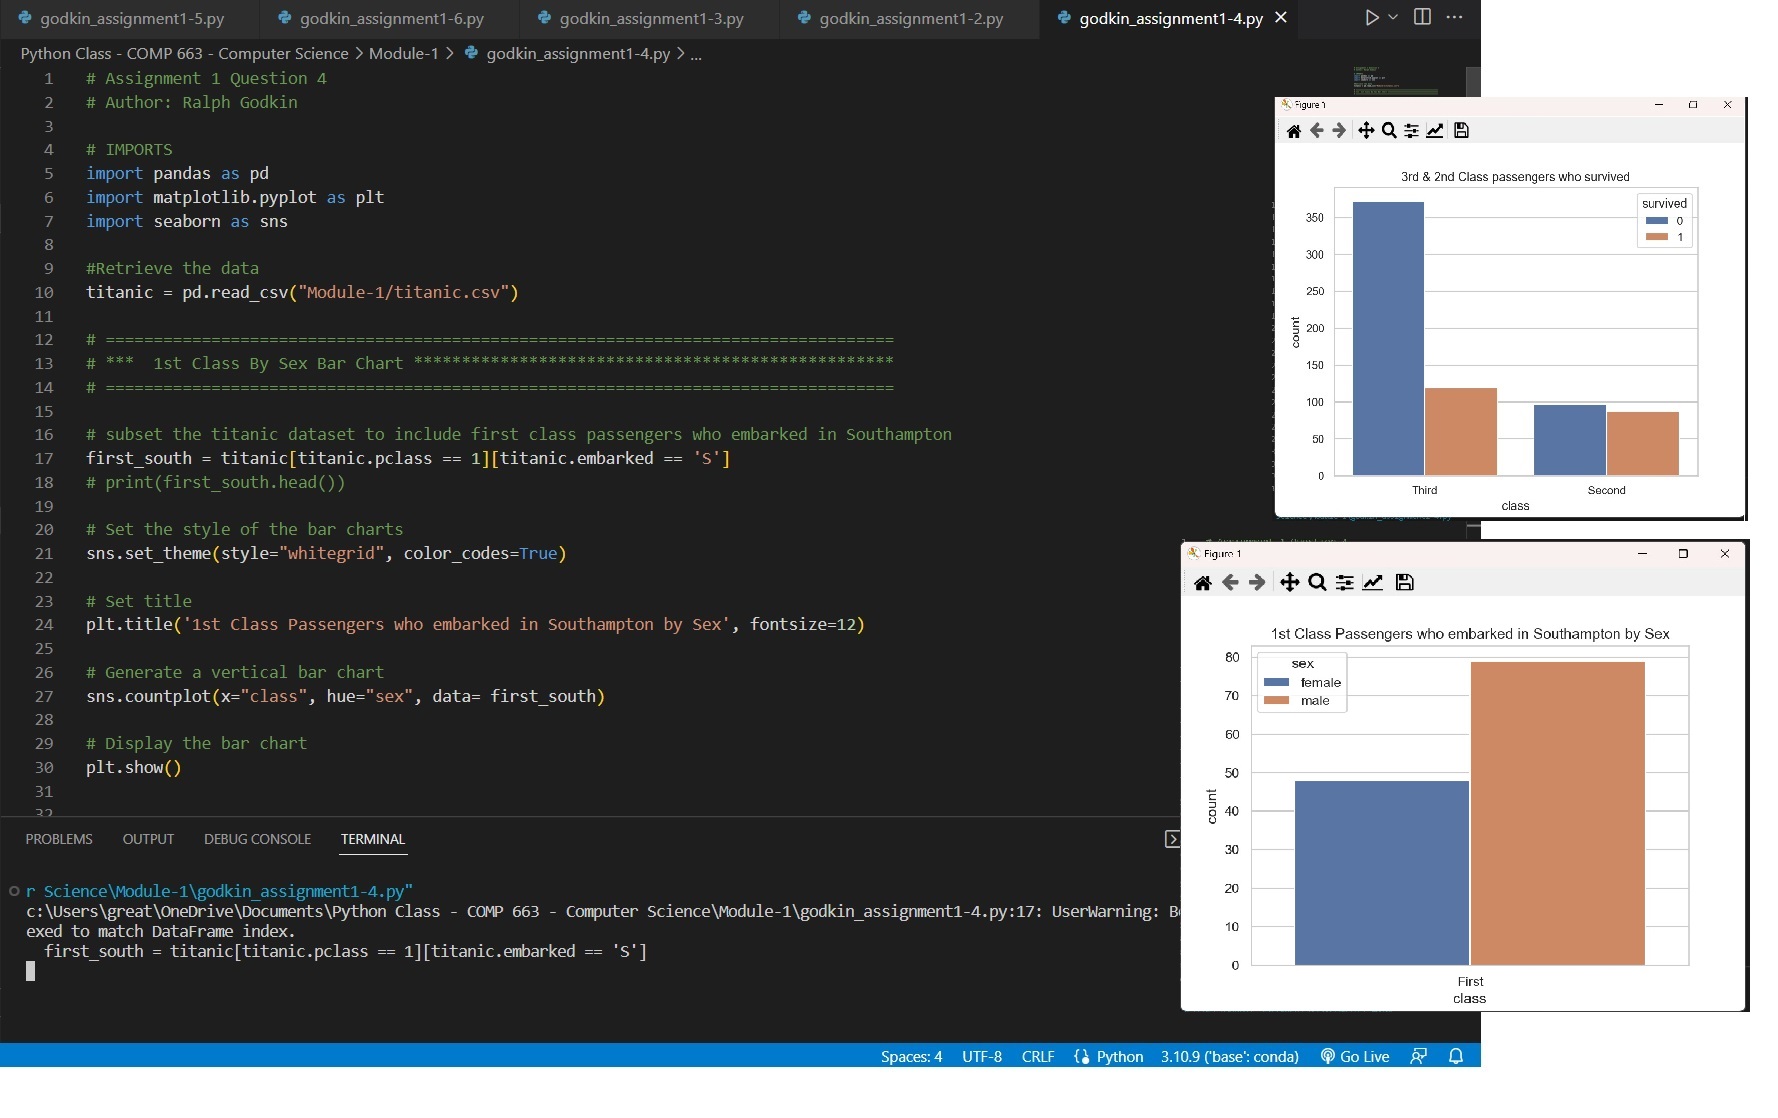 godkin_assignment1-5.py
godkin_assignment1-6.py
godkin_assignment1-3.py
godkin_assignment1-2.py
godkin_assignment1-4.py
Python Class - COMP 663 - Computer Science > Module-1 > godkin_assignment1-4.py > ...
1 # Assignment 1 Question 4
2 # Author: Ralph Godkin
3
4 # IMPORTS
5 import pandas as pd
6 import matplotlib.pyplot as plt
7 import seaborn as sns
8
9 #Retrieve the data
10 titanic = pd.read_csv("Module-1/titanic.csv")
11
12 # ==================================================================================
13 # *** 1st Class By Sex Bar Chart **************************************************
14 # ==================================================================================
15
16 # subset the titanic dataset to include first class passengers who embarked in Southampton
17 first_south = titanic[titanic.pclass == 1][titanic.embarked == 'S']
18 # print(first_south.head())
19
20 # Set the style of the bar charts
21 sns.set_theme(style="whitegrid", color_codes=True)
22
23 # Set title
24 plt.title('1st Class Passengers who embarked in Southampton by Sex', fontsize=12)
25
26 # Generate a vertical bar chart
27 sns.countplot(x="class", hue="sex", data= first_south)
28
29 # Display the bar chart
30 plt.show()
31
32
PROBLEMS OUTPUT DEBUG CONSOLE TERMINAL
r Science\Module-1\godkin_assignment1-4.py"
c:\Users\great\OneDrive\Documents\Python Class - COMP 663 - Computer Science\Module-1\godkin_assignment1-4.py:17: UserWarning:
exed to match DataFrame index.
first_south = titanic[titanic.pclass == 1][titanic.embarked == 'S']
Spaces: 4 UTF-8 CRLF Python 3.10.9 ('base': conda) Go Live
Figure 1
3rd & 2nd Class passengers who survived
survived
0
1
350
300
250
200
150
100
50
0
count
Third Second
class
Figure 1
1st Class Passengers who embarked in Southampton by Sex
sex
female
male
80
70
60
50
40
30
20
10
0
count
First
class